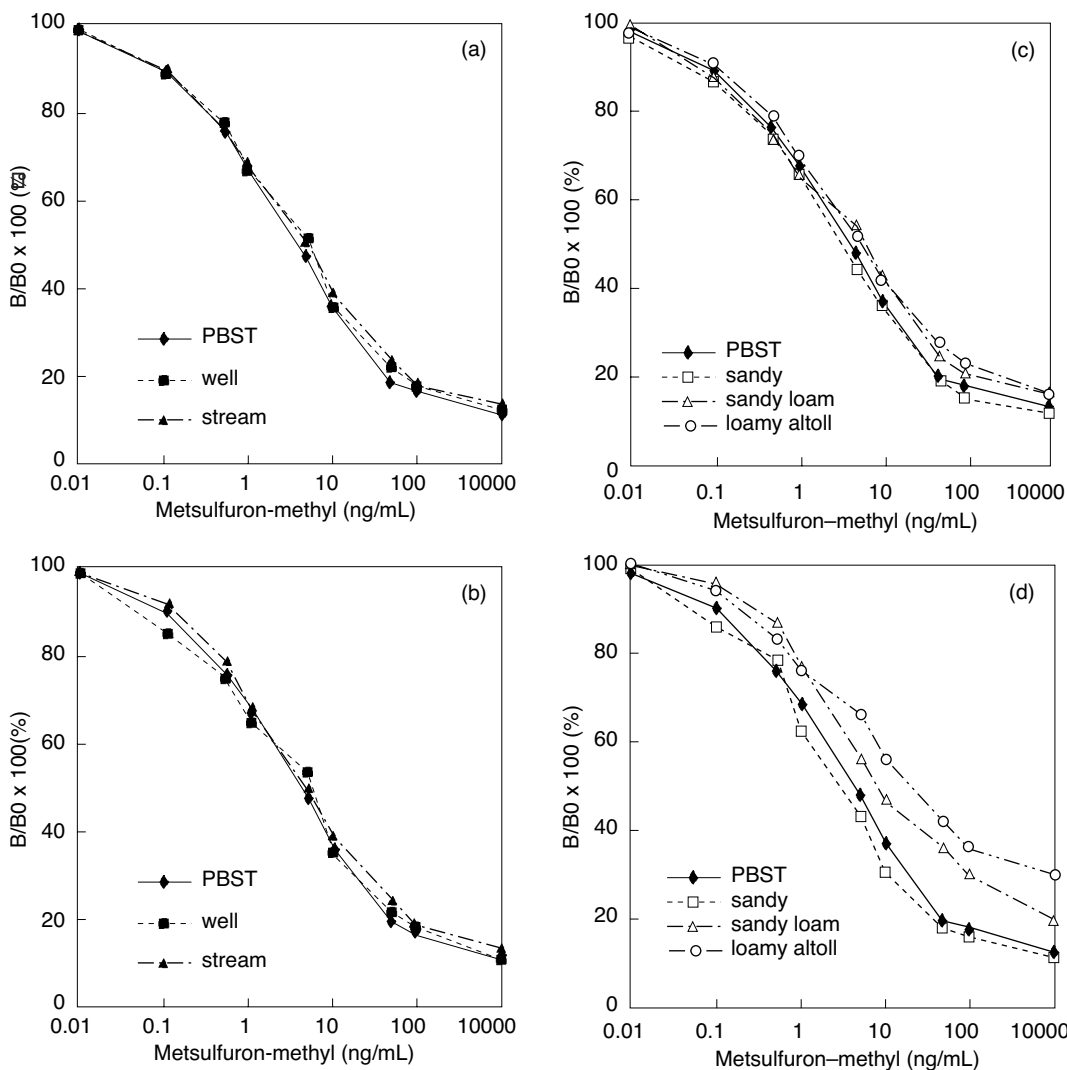 (a)
100
80
60
40
20
0
B/B0 x 100 (%)
PBST
well
stream
0.01 0.1 1 10 100 10000
Metsulfuron-methyl (ng/mL)
(c)
100
80
60
40
20
0
B/B0 x 100 (%)
PBST
sandy
sandy loam
loamy altoll
0.01 0.1 1 10 100 10000
Metsulfuron–methyl (ng/mL)
(b)
100
80
60
40
20
0
B/B0 x 100(%)
PBST
well
stream
0.01 0.1 1 10 100 10000
Metsulfuron-methyl (ng/mL)
(d)
100
80
60
40
20
0
B/B0 x 100 (%)
PBST
sandy
sandy loam
loamy altoll
0.01 0.1 1 10 100 10000
Metsulfuron–methyl (ng/mL)